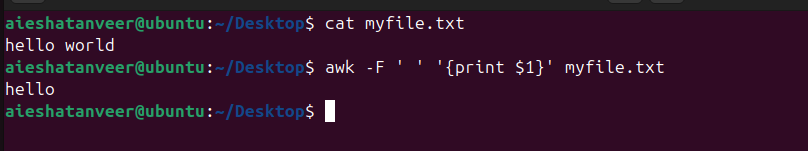 aieshatanveer@ubuntu:~/Desktop$ cat myfile.txt
hello world
aieshatanveer@ubuntu:~/Desktop$ awk -F ' ' '{print $1}' myfile.txt
hello
aieshatanveer@ubuntu:~/Desktop$